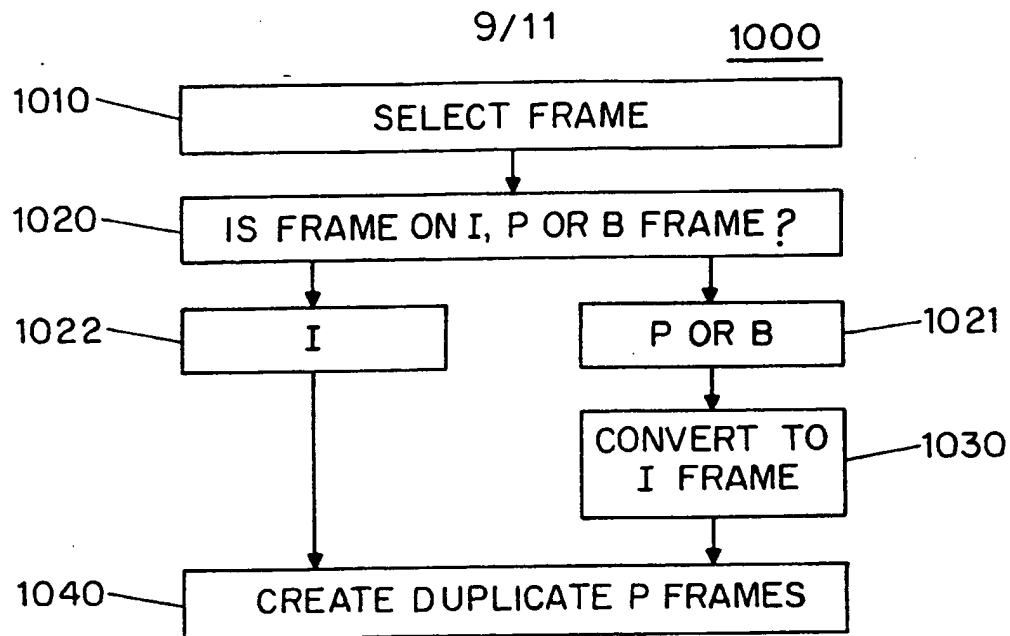 9/11
1000
1010
SELECT FRAME
1020
IS FRAME ON I, P OR B FRAME?
1022
I
P OR B
1021
CONVERT TO
I FRAME
1030
1040
CREATE DUPLICATE P FRAMES